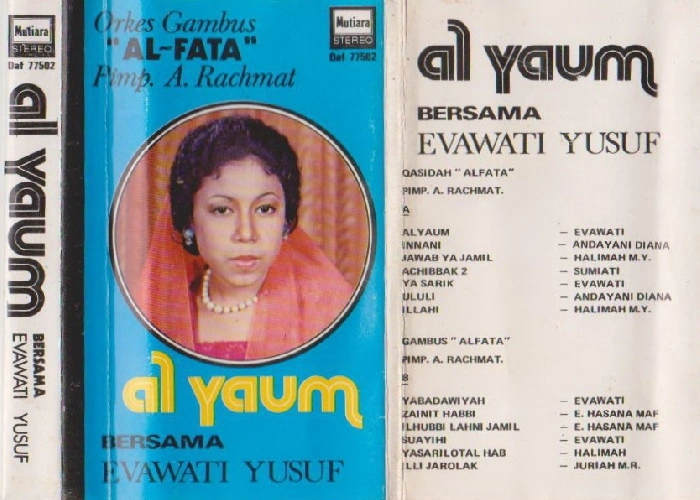 Mutiara
STEREO
Daf 77502
al yaum
BERSAMA
EVAWATI YUSUF
Orkes Gambus
"AL-FATA"
Pimp. A. Rachmat
Mutiara
STEREO
Daf 77502
al yaum
BERSAMA
EVAWATI YUSUF
al yaum
BERSAMA
EVAWATI YUSUF
QASIDAH "ALFATA"
PIMP. A. RACHMAT.
A
ALYAUM – EVAWATI
INNANI – ANDAYANI DIANA
JAWAB YA JAMIL – HALIMAH M.Y.
ACHIBBAK 2 – SUMIATI
YA SARIK – EVAWATI
ULULI – ANDAYANI DIANA
ILLAHI – HALIMAH M.Y.
GAMBUS "ALFATA"
PIMP. A. RACHMAT.
B
YABADAWIYAH – EVAWATI
ZAINIT HABBI – E. HASANA MAF
ILHUBBI LAHNI JAMIL – E. HASANA MAF
SUAYIHI – EVAWATI
YASARILOTAL HAB – HALIMAH
ILLI JAROLAK – JURIAH M.R.